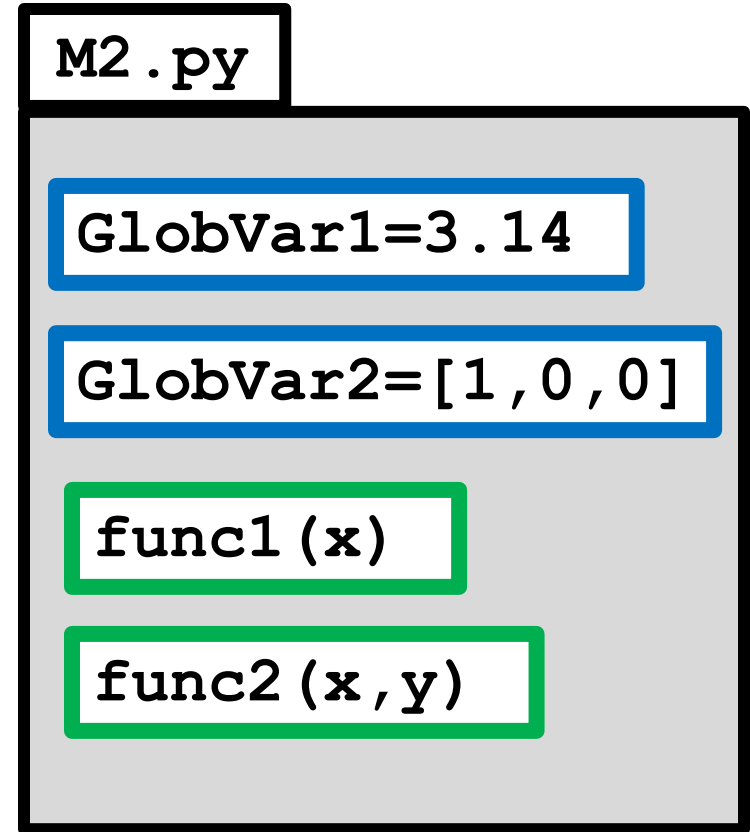 M2.py
GlobVar1=3.14
GlobVar2=[1,0,0]
func1(x)
func2(x,y)